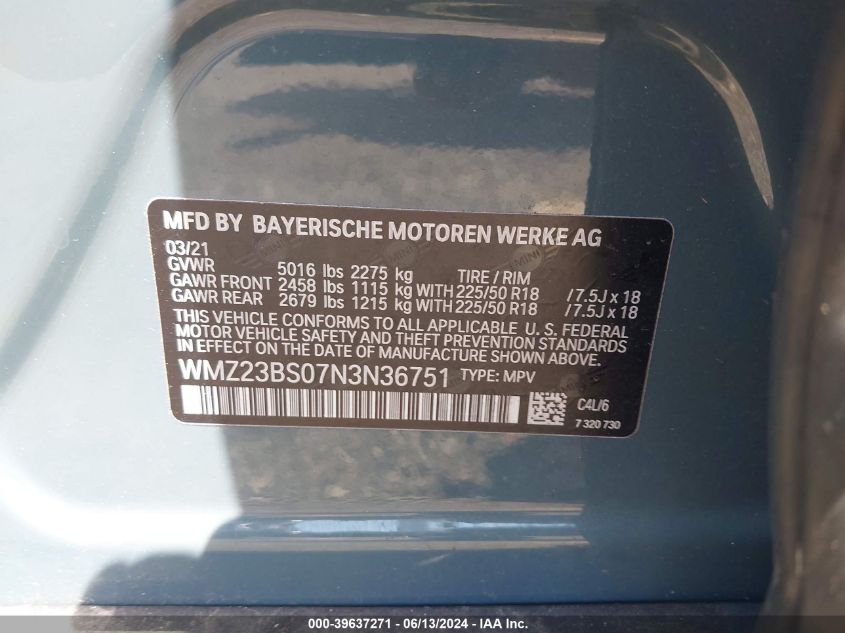 MFD BY BAYERISCHE MOTOREN WERKE AG
03/21
GVWR 5016 lbs 2275 kg TIRE / RIM
GAWR FRONT 2458 lbs 1115 kg WITH 225/50 R18 /7.5J x 18
GAWR REAR 2679 lbs 1215 kg WITH 225/50 R18 /7.5J x 18
THIS VEHICLE CONFORMS TO ALL APPLICABLE U.S. FEDERAL
MOTOR VEHICLE SAFETY AND THEFT PREVENTION STANDARDS
IN EFFECT ON THE DATE OF MANUFACTURE SHOWN ABOVE.
WMZ23BS07N3N36751 TYPE: MPV
C4L/6
7 320 730
000-39637271 - 06/13/2024 - IAA Inc.